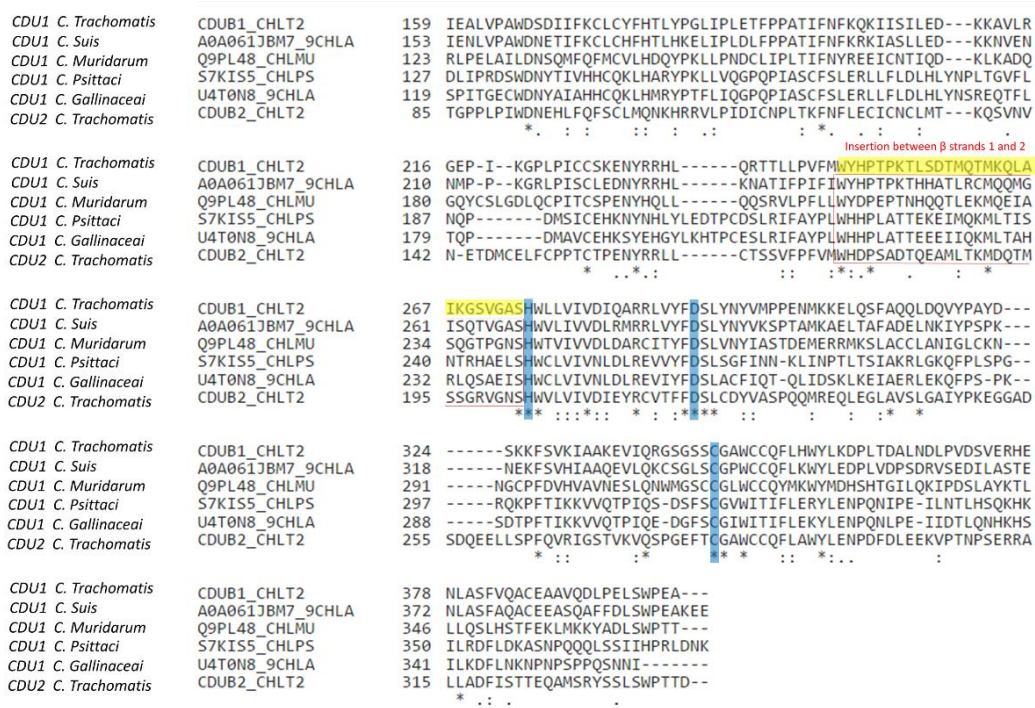 CDU1 C. Trachomatis CDUB1_CHLT2 159 IEALVPAWDSDIIFKCLCYFHTLYPGLIPLETFPPATIFNFKQKIISILED---KKAVLR
CDU1 C. Suis A0A061JBM7_9CHLA 153 IENLVPAWDNETIFKCLCHFHTLHKELIPLDLFPPATIFNFKRKIASLLED---KKNVEN
CDU1 C. Muridarum Q9PL48_CHLMU 123 RLPELAILDNSQMFQFMCVLHDQYPKLLPNDCLIPLTIFNYREEICNTIQD---KDLKQA
CDU1 C. Psittaci S7KIS5_CHLPS 127 DLIPRDSWDNYTIVHHCQKLHARYPKLLVQGPQPIASCFSLERLLFLDLHLYNPLTGVFL
CDU1 C. Gallinaceai U4T0N8_9CHLA 119 SPITGECWDNYAIAHHCQKLHMRYPTFLIQGPQPIASCFSLERLLFLDLHLYNSREQTFL
CDU2 C. Trachomatis CDUB2_CHLT2 85 TGPPLPIWDNEHLFQFSCLMQNKHRRVLPIDICNPLTKFNFLECICNCLMT---KQSVNV
*. : : :: : *. : : .
Insertion between β strands 1 and 2
CDU1 C. Trachomatis CDUB1_CHLT2 216 GEP-I--KGPLPICCSKENYRRHL------QRTTLLPVFMWYHPTPKTLSDTMQTMKQLA
CDU1 C. Suis A0A061JBM7_9CHLA 210 NMP-P--KGRLPISCLEDNYRRHL------KNATIFPIFIWYHPTPKTHHATLRCMQQMG
CDU1 C. Muridarum Q9PL48_CHLMU 180 GQYCSLGDLQCPITCSPENYHQLL------QQSRVLPFLLWYDPEPTNHQQTLEKMQEIA
CDU1 C. Psittaci S7KIS5_CHLPS 187 NQP-------DMSICEHKNYNHLYLEDTPCDSLRIFAYPLWHHPLATTEKEIMQKMLTIS
CDU1 C. Gallinaceai U4T0N8_9CHLA 179 TQP-------DMAVCEHKSYEHGYLKHTPCESLRIFAYPLWHHPLATTEEEIIQKMLTAH
CDU2 C. Trachomatis CDUB2_CHLT2 142 N-ETDMCELFCPPTCTPENYRRLL------CTSSVFPFVMWHDPSADTQEAMLTKMDQTM
* ..*.: :: :*:.* . : *
CDU1 C. Trachomatis CDUB1_CHLT2 267 IKGSVGASHWLLVIVDIQARRLVYFDSLYNYVMPPENMKKELQSFAQQLDQVYPAYD---
CDU1 C. Suis A0A061JBM7_9CHLA 261 ISQTVGASHWVLIVVDLRMRRLVYFDSLYNYVKSPTAMKAELTAFADELNKIYPSPK---
CDU1 C. Muridarum Q9PL48_CHLMU 234 SQGTPGNSHWTVIVVDLDARCITYFDSLVNYIASTDEMERRMKSLACCLANIGLCKN---
CDU1 C. Psittaci S7KIS5_CHLPS 240 NTRHAELSHWCLVIVNLDLREVVYFDSLSGFINN-KLINPTLTSIAKRLGKQFPLSPG--
CDU1 C. Gallinaceai U4T0N8_9CHLA 232 RLQSAEISHWCLVIVNLDLREVIYFDSLACFIQT-QLIDSKLKEIAERLEKQFPS-PK--
CDU2 C. Trachomatis CDUB2_CHLT2 195 SSGRVGNSHWVLVIVDIEYRCVTFFDSLCDYVASPQQMREQLEGLAVSLGAIYPKEGGAD
*** :::*:: * : :**** :: : : :* *
CDU1 C. Trachomatis CDUB1_CHLT2 324 ------SKKFSVKIAAKEVIQRGSGSSCGAWCCQFLHWYLKDPLTDALNDLPVDSVERHE
CDU1 C. Suis A0A061JBM7_9CHLA 318 ------NEKFSVHIAAQEVLQKCSGLSCGPWCCQFLKWYLEDPLVDPSDRVSEDILASTE
CDU1 C. Muridarum Q9PL48_CHLMU 291 -----NGCPFDVHVAVNESLQNWMGSCCGLWCCQYMKWYMDHSHTGILQKIPDSLAYKTL
CDU1 C. Psittaci S7KIS5_CHLPS 297 -----RQKPFTIKVVQTPIQS-DSFSCGVWITIFLERYLENPQNIPE-ILNTLHSQKHK
CDU1 C. Gallinaceai U4T0N8_9CHLA 288 -----SDTPFTIKKVVQTPIQE-DGFSCGIWITIFLEKYLENPQNLPE-IIDTLQNHKHS
CDU2 C. Trachomatis CDUB2_CHLT2 255 SDQEELLSPFQVRIGSTVKVQSPGEFTCGAWCCQFLAWYLENPDFDLEEKVPTNPSERRA
* :: :* ** * :: *:.. :
CDU1 C. Trachomatis CDUB1_CHLT2 378 NLASFVQACEAAVQDLPELSWPEA---
CDU1 C. Suis A0A061JBM7_9CHLA 372 NLASFAQACEEASQAFFDLSWPEAKEE
CDU1 C. Muridarum Q9PL48_CHLMU 346 LLQSLHSTFEKLMKKYADLSWPTT---
CDU1 C. Psittaci S7KIS5_CHLPS 350 ILRDFLDKASNPQQLSSIIHPRLDNK
CDU1 C. Gallinaceai U4T0N8_9CHLA 341 ILKDFLNKNPNPSPPQSNNI-------
CDU2 C. Trachomatis CDUB2_CHLT2 315 LLADFISTTEQAMSRYSSLSWPTTD--
* .: .